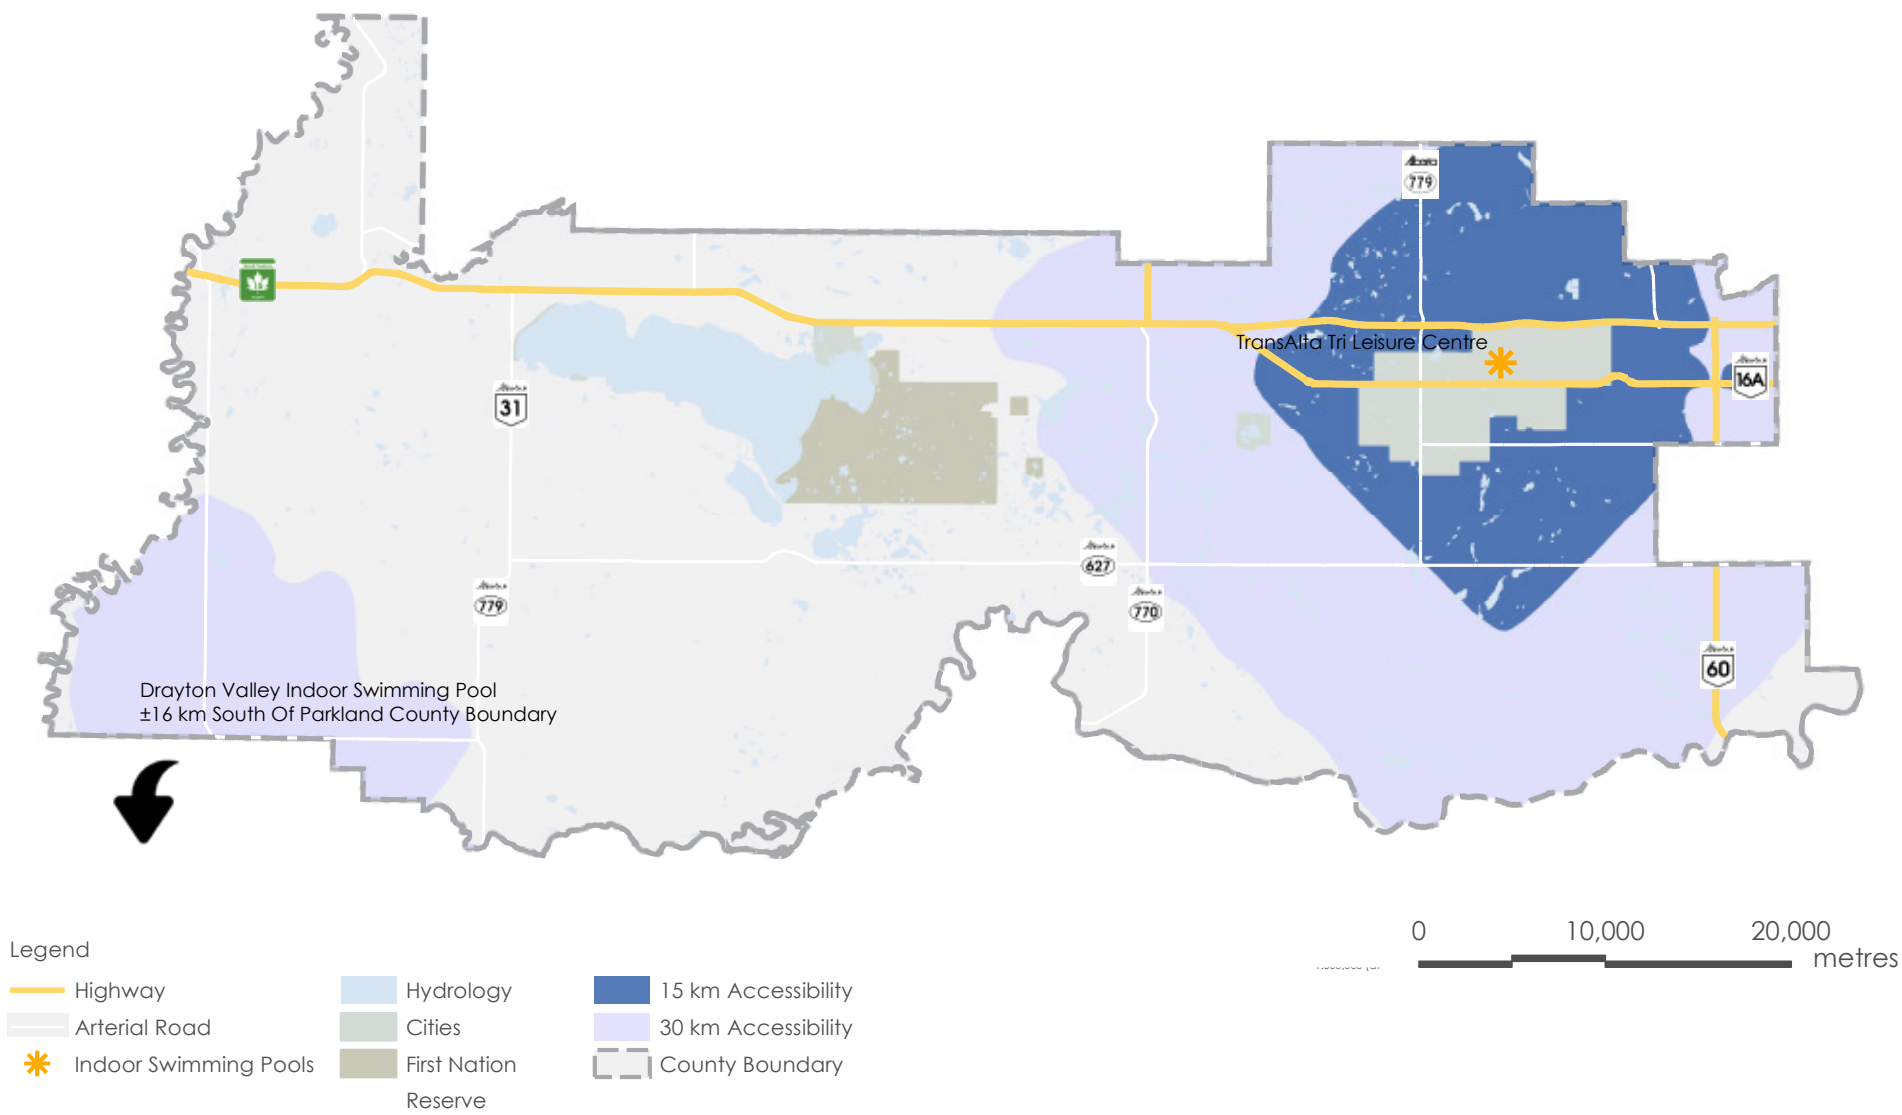 Alberta
779
TransAlta Tri Leisure Centre
16A
31
627
779
770
60
Drayton Valley Indoor Swimming Pool
±16 km South Of Parkland County Boundary
0 10,000 20,000
metres
Legend
Highway
Arterial Road
Indoor Swimming Pools
Hydrology
Cities
First Nation
Reserve
15 km Accessibility
30 km Accessibility
County Boundary